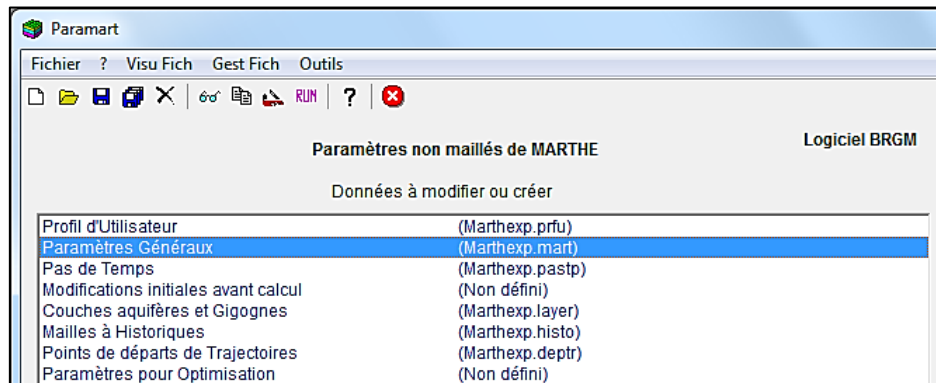 Paramart
Fichier ? Visu Fich Gest Fich Outils
RUN ?
Logiciel BRGM
Paramètres non maillés de MARTHE
Données à modifier ou créer
Profil d'Utilisateur (Marthexp.prfu)
Paramètres Généraux (Marthexp.mart)
Pas de Temps (Marthexp.pastp)
Modifications initiales avant calcul (Non défini)
Couches aquifères et Gigognes (Marthexp.layer)
Mailles à Historiques (Marthexp.histo)
Points de départs de Trajectoires (Marthexp.deptr)
Paramètres pour Optimisation (Non défini)